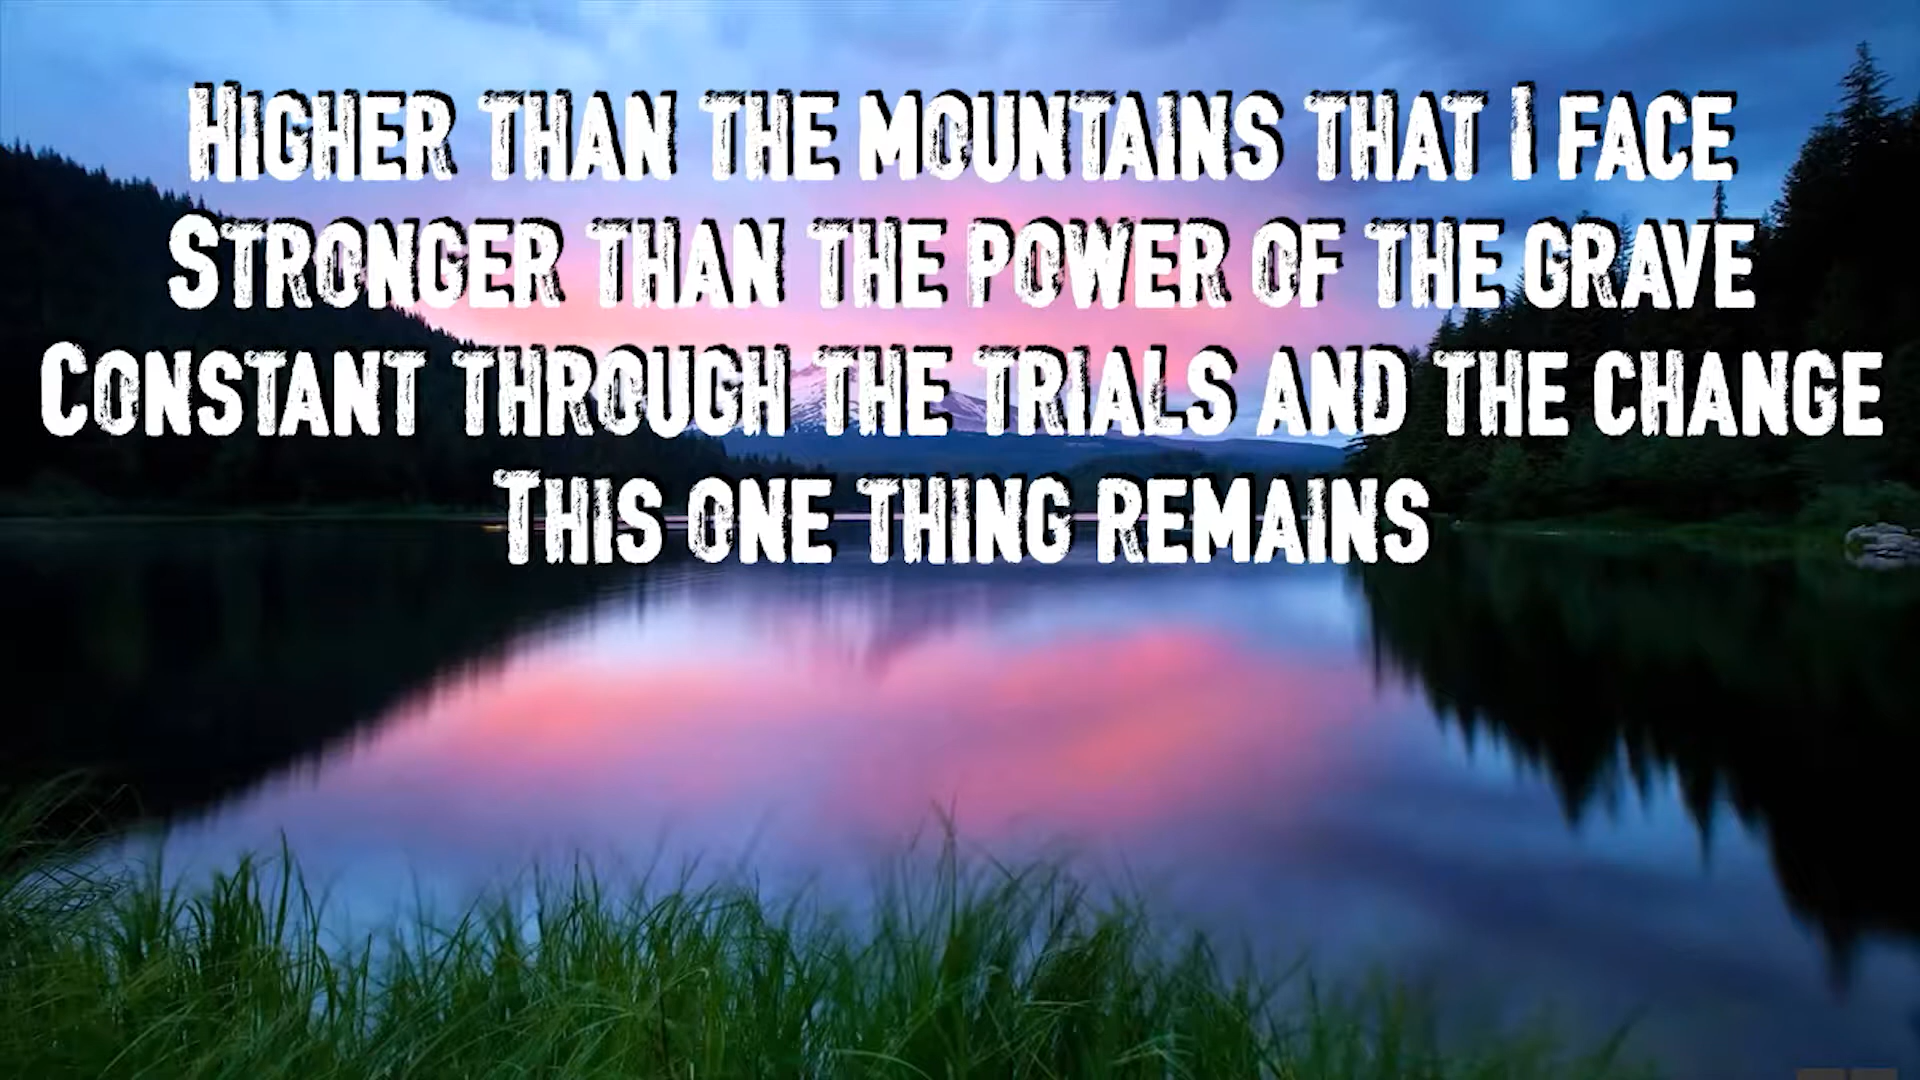 Higher than the mountains that I face
Stronger than the power of the grave
Constant through the trials and the change
This one thing remains